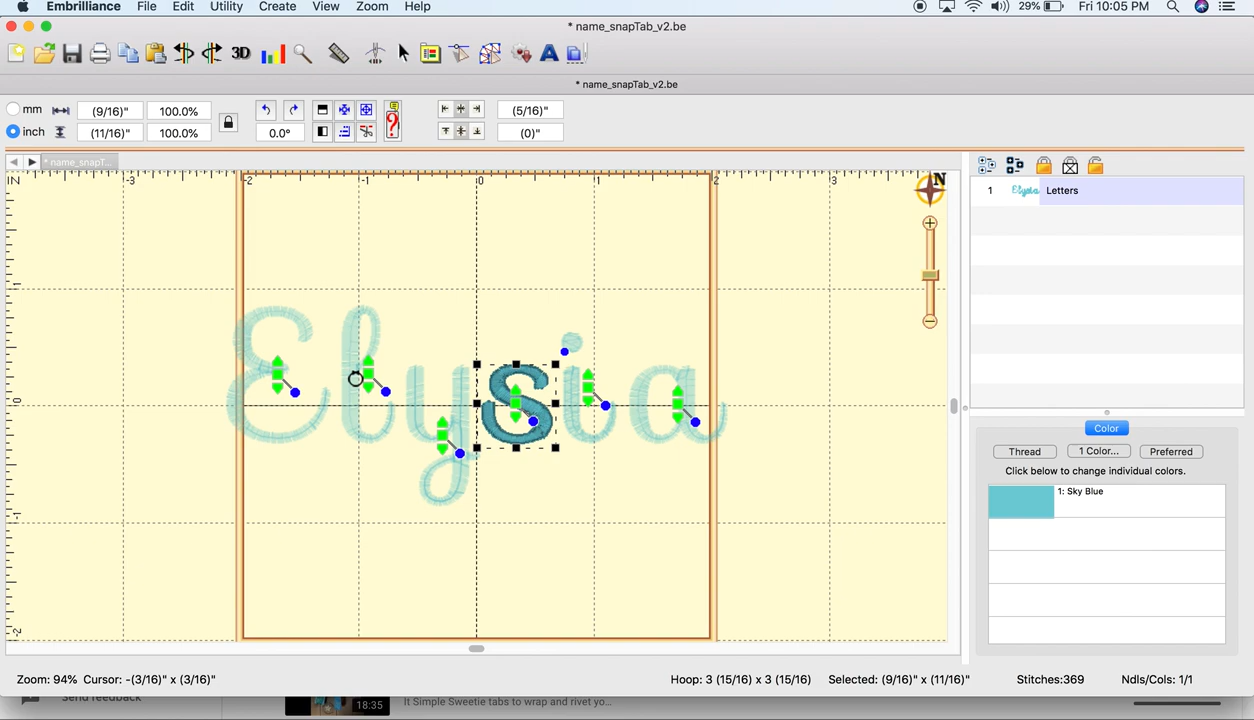 Embrilliance File Edit Utility Create View Zoom Help 29% Fri 10:05 PM
* name_snapTab_v2.be
3D A
* name_snapTab_v2.be
mm (9/16)" 100.0% (5/16)"
inch (11/16)" 100.0% 0.0° ? (0)"
* name_snapT...
IN -3 -2 -1 0 1 2 3 N
1 Letters
1
Elysia
0
-1
-2
Color
Thread 1 Color... Preferred
Click below to change individual colors.
1: Sky Blue
Zoom: 94% Cursor: -(3/16)" x (3/16)" Hoop: 3 (15/16) x 3 (15/16) Selected: (9/16)" x (11/16)" Stitches:369 Ndls/Cols: 1/1
Send feedback
18:35
It Simple Sweetie tabs to wrap and rivet yo...